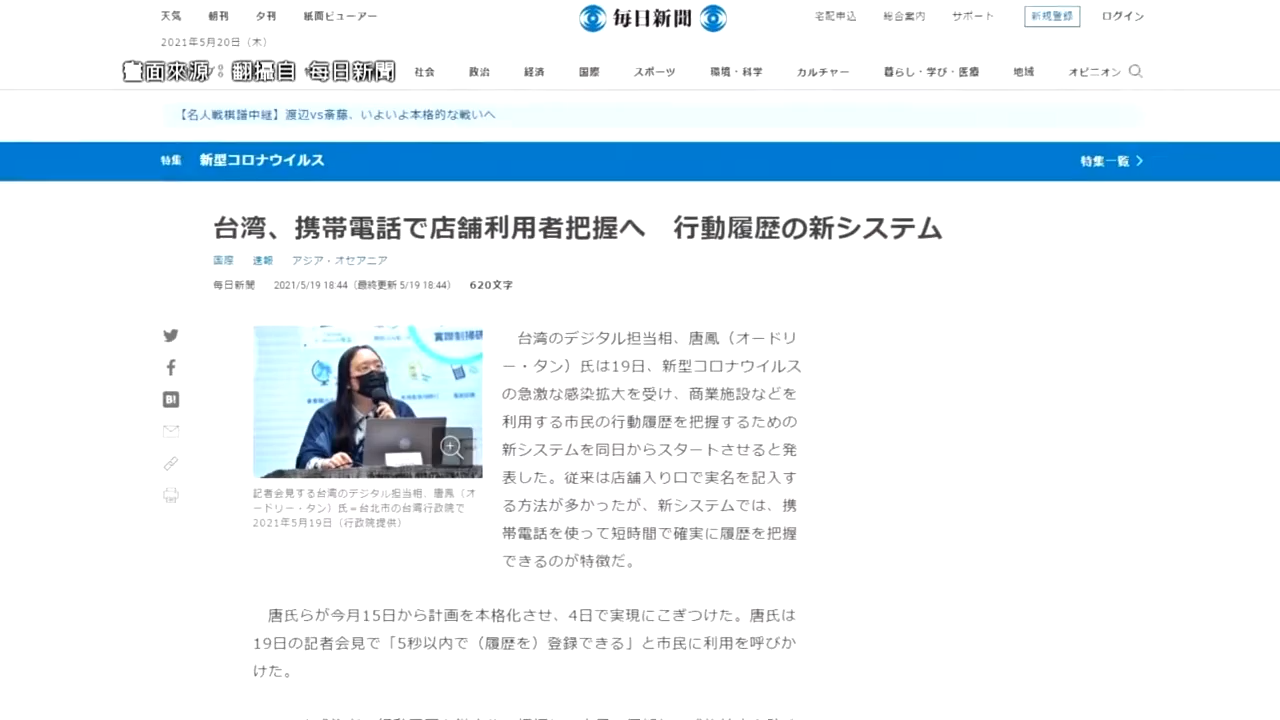 天気 朝刊 夕刊 紙面ビューアー 毎日新聞 宅配申込 総合案内 サポート 新規登録 ログイン
2021年5月20日（木）
畫面來源：翻攝自 每日新聞 社会 政治 経済 国際 スポーツ 環境・科学 カルチャー 暮らし・学び・医療 地域 オピニオン
【名人戦棋譜中継】渡辺vs斎藤、いよいよ本格的な戦いへ
特集 新型コロナウイルス 特集一覧
台湾、携帯電話で店舗利用者把握へ　行動履歴の新システム
国際 速報 アジア・オセアニア
毎日新聞 2021/5/19 18:44（最終更新 5/19 18:44） 620文字
台湾のデジタル担当相、唐鳳（オードリ
ー・タン）氏は19日、新型コロナウイルス
の急激な感染拡大を受け、商業施設などを
利用する市民の行動履歴を把握するための
新システムを同日からスタートさせると発
表した。従来は店舗入り口で実名を記入す
る方法が多かったが、新システムでは、携
帯電話を使って短時間で確実に履歴を把握
できるのが特徴だ。
記者会見する台湾のデジタル担当相、唐鳳（オ
ードリー・タン）氏＝台北市の台湾行政院で
2021年5月19日（行政院提供）
唐氏らが今月15日から計画を本格化させ、4日で実現にこぎつけた。唐氏は
19日の記者会見で「5秒以内で（履歴を）登録できる」と市民に利用を呼びか
けた。